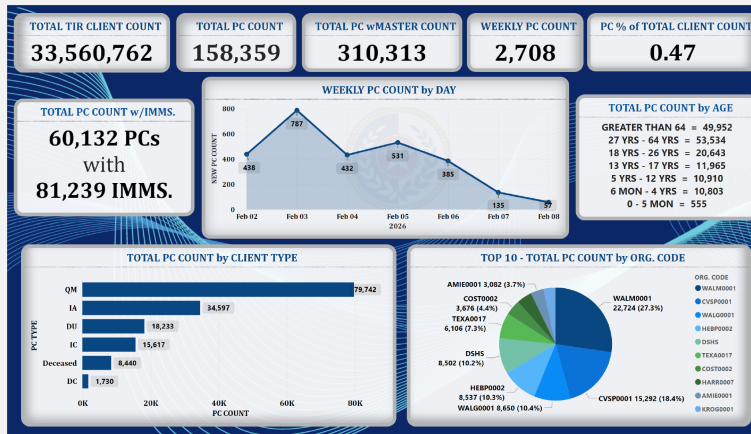 TOTAL TIR CLIENT COUNT
33,560,762
TOTAL PC COUNT
158,359
TOTAL PC wMASTER COUNT
310,313
WEEKLY PC COUNT
2,708
PC % of TOTAL CLIENT COUNT
0.47
TOTAL PC COUNT w/IMMS.
60,132 PCs
with
81,239 IMMS.
WEEKLY PC COUNT by DAY
NEW PC COUNT
800
600
400
200
0
438
787
432
531
385
135
57
Feb 02
Feb 03
Feb 04
Feb 05
Feb 06
Feb 07
Feb 08
2026
TOTAL PC COUNT by AGE
GREATER THAN 64 = 49,952
27 YRS - 64 YRS = 53,534
18 YRS - 26 YRS = 20,643
13 YRS - 17 YRS = 11,965
5 YRS - 12 YRS = 10,910
6 MON - 4 YRS = 10,803
0 - 5 MON = 555
TOTAL PC COUNT by CLIENT TYPE
PC TYPE
QM 79,742
IA 34,597
DU 18,233
IC 15,617
Deceased 8,440
DC 1,730
0K 20K 40K 60K 80K
PC COUNT
TOP 10 - TOTAL PC COUNT by ORG. CODE
AMIE0001 3,082 (3.7%)
COST0002
3,676 (4.4%)
TEXA0017
6,106 (7.3%)
DSHS
8,502 (10.2%)
HEBP0002
8,537 (10.3%)
WALG0001 8,650 (10.4%)
CVSP0001 15,292 (18.4%)
WALM0001
22,724 (27.3%)
ORG. CODE
WALM0001
CVSP0001
WALG0001
HEBP0002
DSHS
TEXA0017
COST0002
HARR0007
AMIE0001
KROG0001